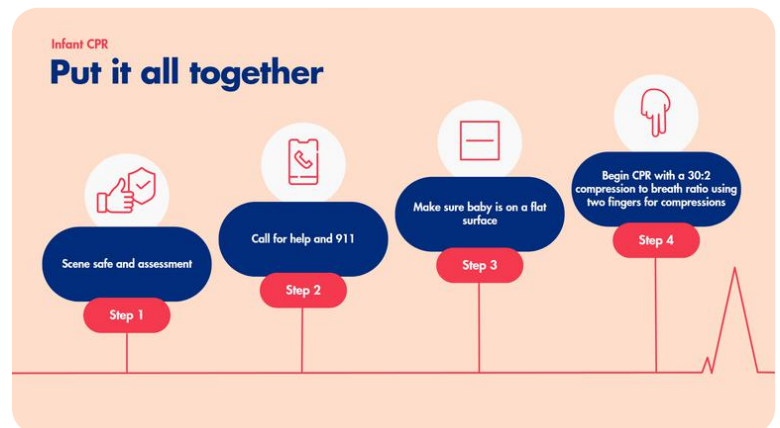 Infant CPR
Put it all together
Scene safe and assessment
Step 1
Call for help and 911
Step 2
Make sure baby is on a flat
surface
Step 3
Begin CPR with a 30:2
compression to breath ratio using
two fingers for compressions
Step 4